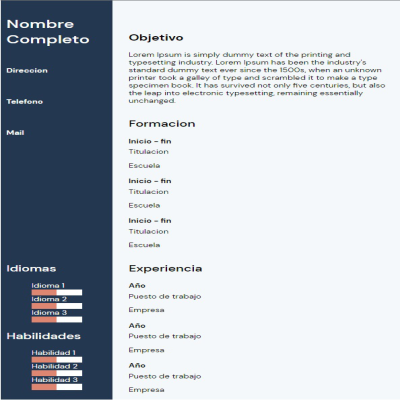 Nombre
Completo
Direccion
Telefono
Mail
Idiomas
Idioma 1
Idioma 2
Idioma 3
Habilidades
Habilidad 1
Habilidad 2
Habilidad 3
Objetivo
Lorem Ipsum is simply dummy text of the printing and
typesetting industry. Lorem Ipsum has been the industry's
standard dummy text ever since the 1500s, when an unknown
printer took a galley of type and scrambled it to make a type
specimen book. It has survived not only five centuries, but also
the leap into electronic typesetting, remaining essentially
unchanged.
Formacion
Inicio - fin
Titulacion
Escuela
Inicio - fin
Titulacion
Escuela
Inicio - fin
Titulacion
Escuela
Experiencia
Año
Puesto de trabajo
Empresa
Año
Puesto de trabajo
Empresa
Año
Puesto de trabajo
Empresa